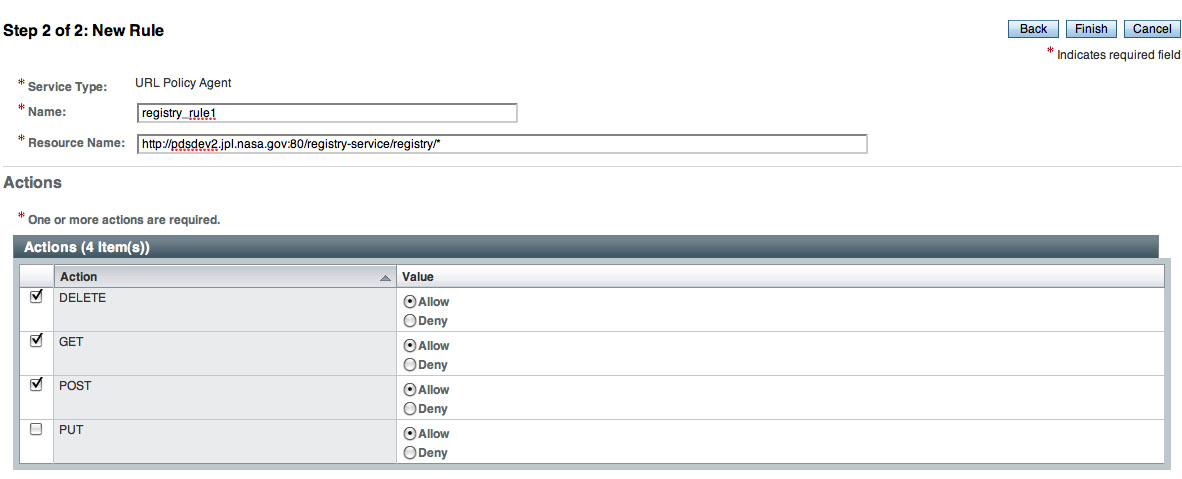 Step 2 of 2: New Rule
Back Finish Cancel
* Indicates required field
* Service Type: URL Policy Agent
* Name: registry_rule1
* Resource Name: http://pdsdev2.jpl.nasa.gov:80/registry-service/registry/*
Actions
* One or more actions are required.
Actions (4 Item(s))
Action Value
DELETE Allow
Deny
GET Allow
Deny
POST Allow
Deny
PUT Allow
Deny